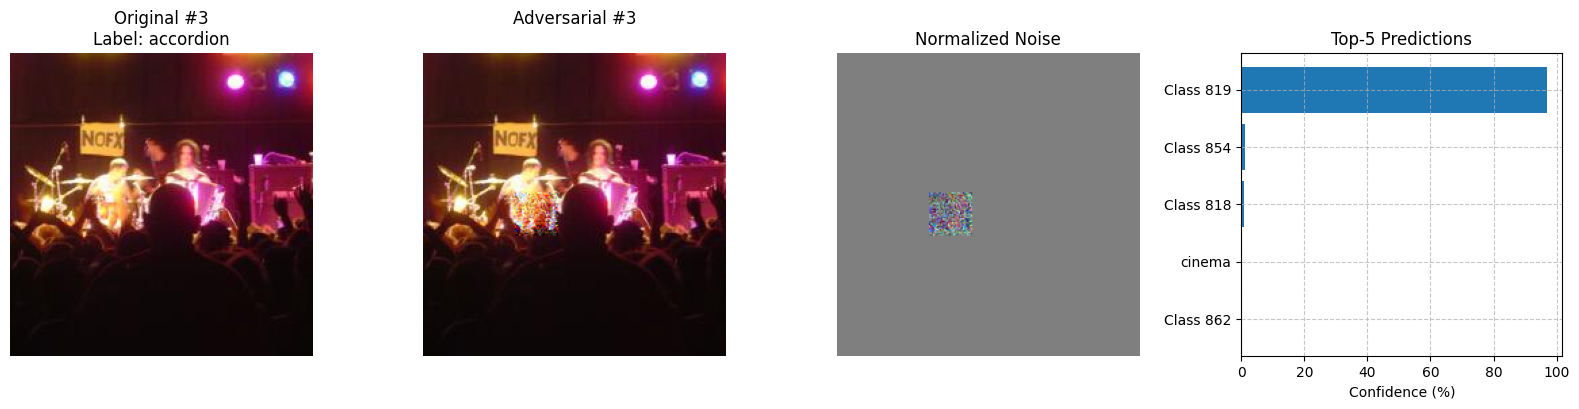 Original #3
Label: accordion
NOFX
Adversarial #3
NOFX
Normalized Noise
Top-5 Predictions
Class 819
Class 854
Class 818
cinema
Class 862
0 20 40 60 80 100
Confidence (%)